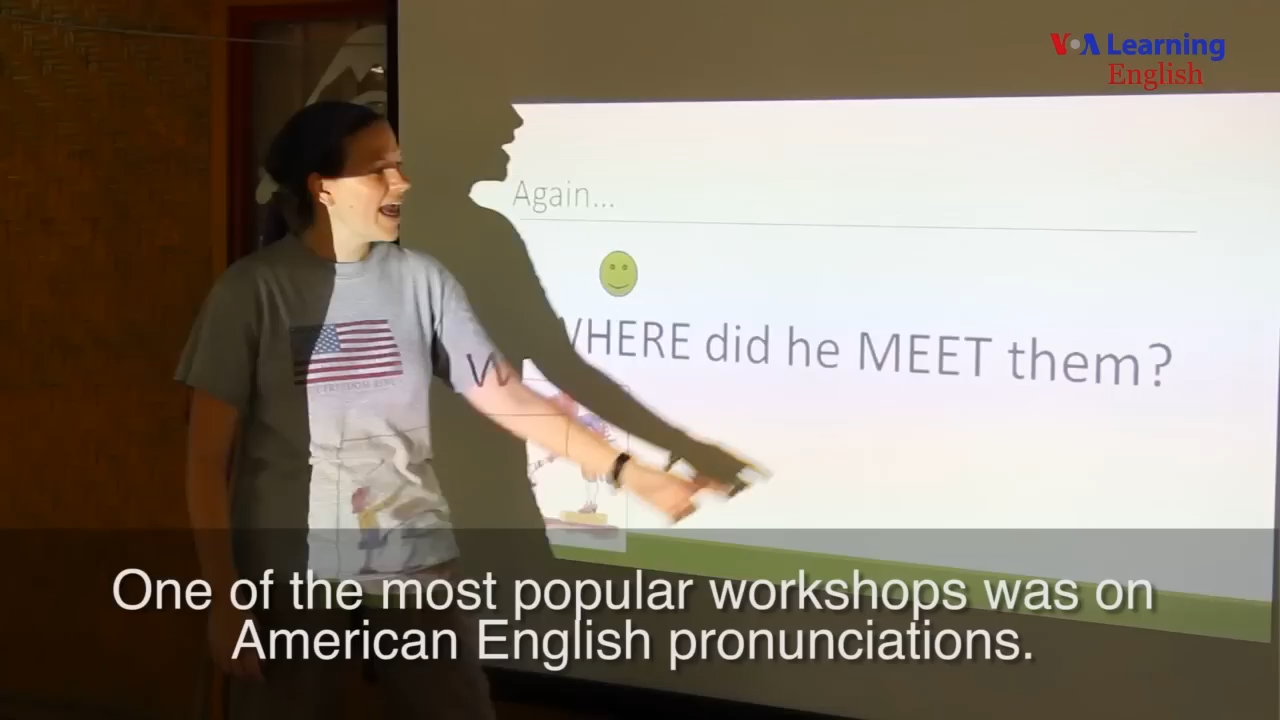 VOA Learning
English
Again...
WHERE did he MEET them?
One of the most popular workshops was on
American English pronunciations.